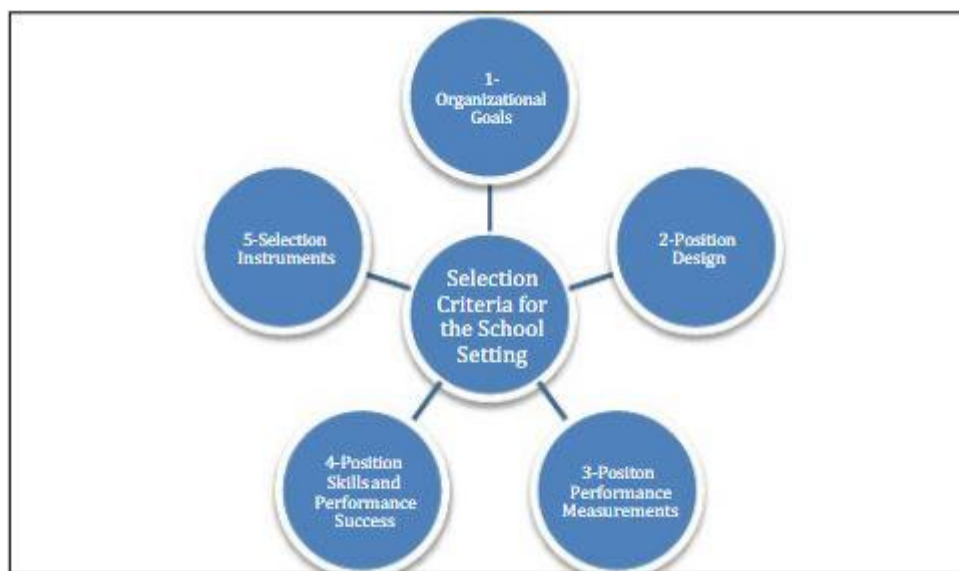 1-
Organizational
Goals
2-Position
Design
3-Positon
Performance
Measurements
4-Position
Skills and
Performance
Success
5-Selection
Instruments
Selection
Criteria for
the School
Setting